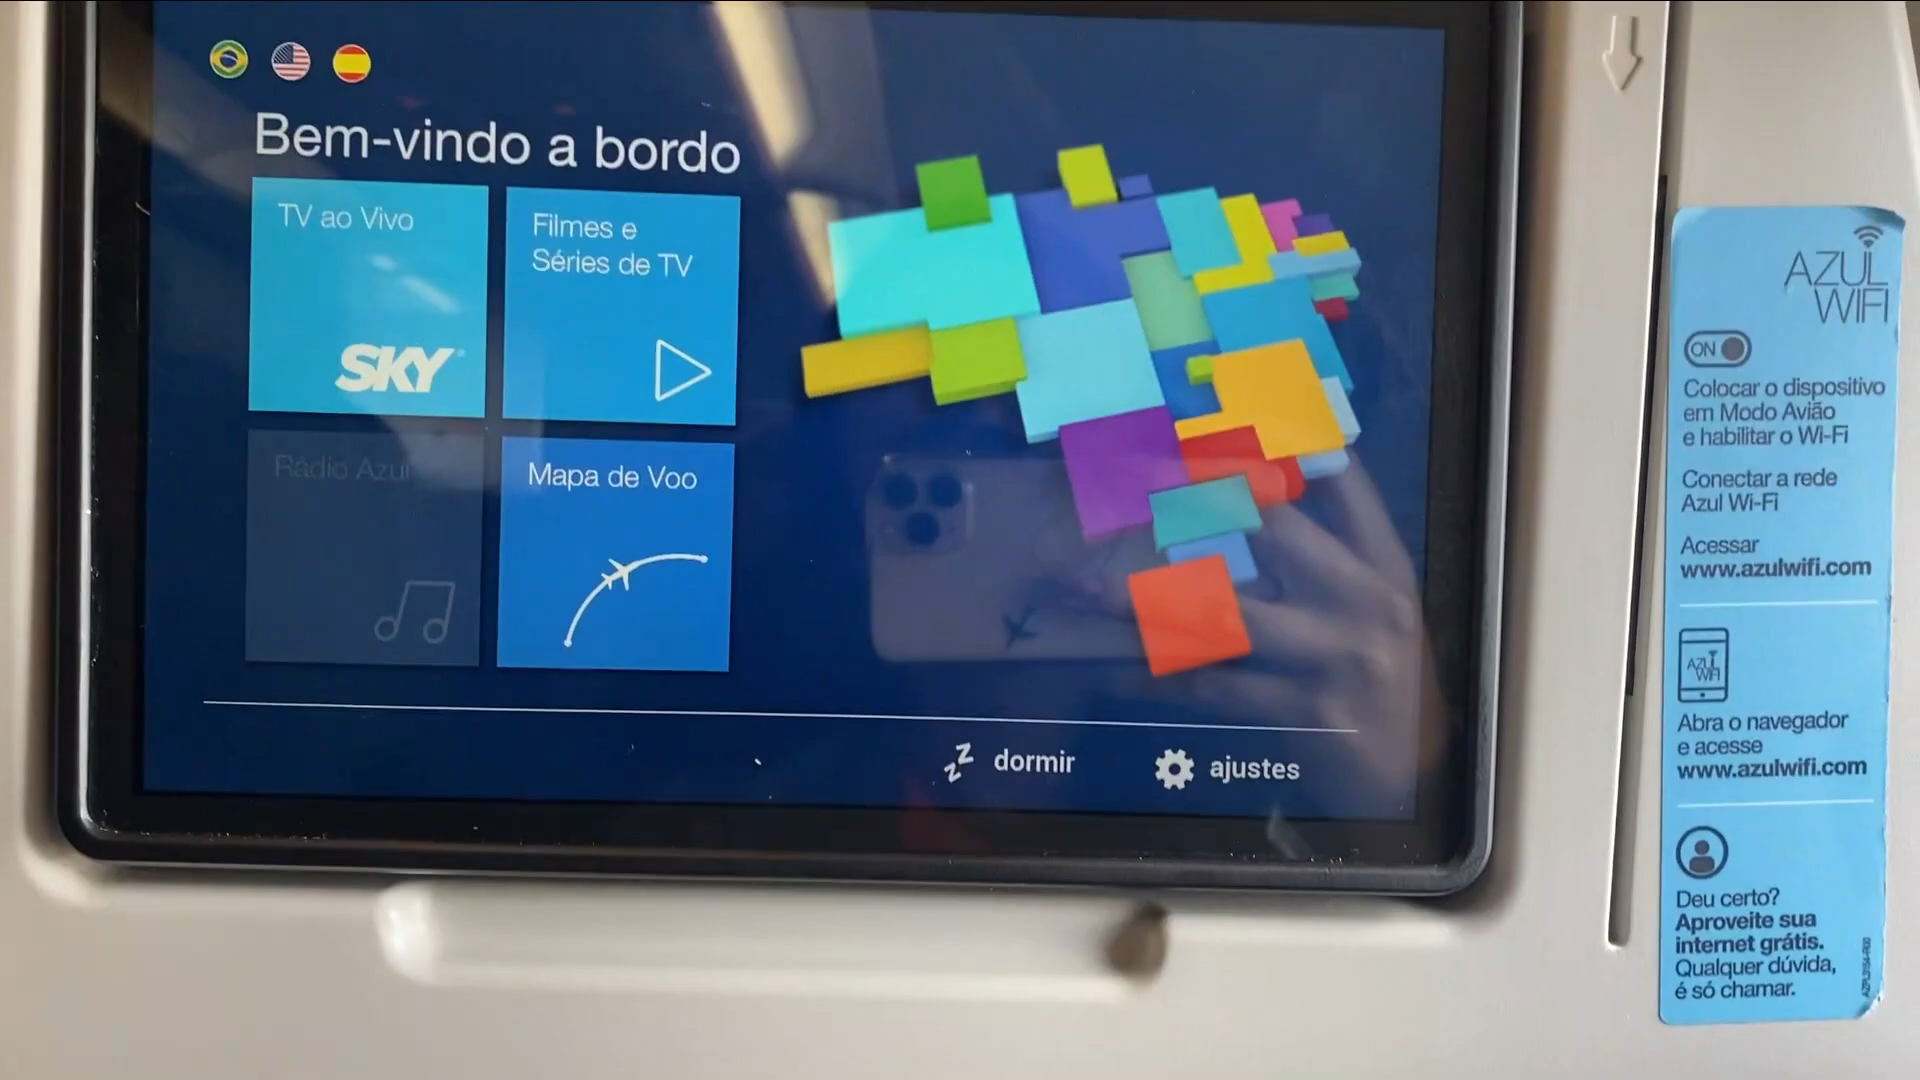 Bem-vindo a bordo
TV ao Vivo
SKY
Filmes e
Séries de TV
Rádio Azul
Mapa de Voo
dormir
ajustes
AZUL
WIFI
ON
Colocar o dispositivo
em Modo Avião
e habilitar o Wi-Fi
Conectar a rede
Azul Wi-Fi
Acessar
www.azulwifi.com
AZUL
WIFI
Abra o navegador
e acesse
www.azulwifi.com
Deu certo?
Aproveite sua
internet grátis.
Qualquer dúvida,
é só chamar.